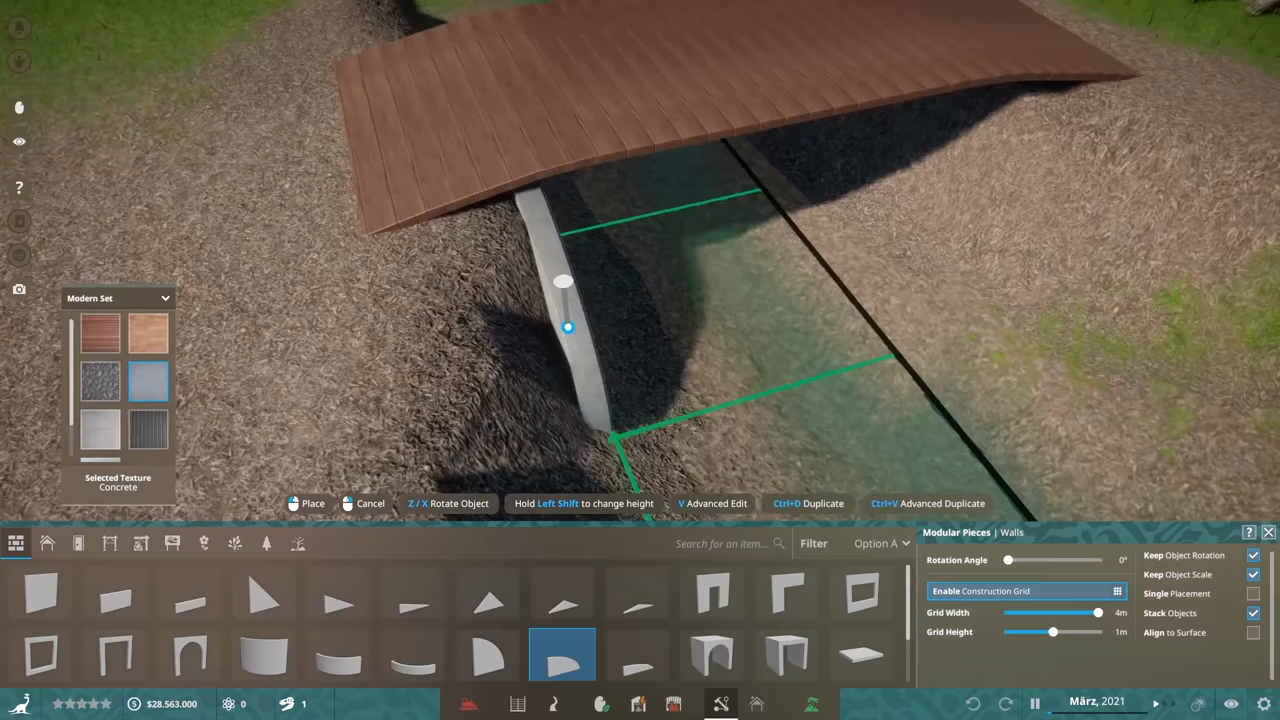 Modern Set
Selected Texture
Concrete
Place
Cancel
Z / X Rotate Object
Hold Left Shift to change height
V Advanced Edit
Ctrl+D Duplicate
Ctrl+V Advanced Duplicate
Search for an item...
Filter
Option A
Modular Pieces | Walls
?
Rotation Angle
0°
Enable Construction Grid
Grid Width
4m
Grid Height
1m
Keep Object Rotation
Keep Object Scale
Single Placement
Stack Objects
Align to Surface
?
$28.563.000
0
1
März, 2021